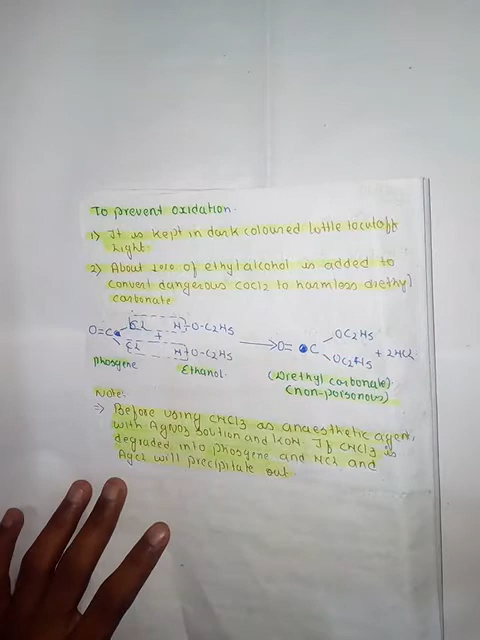 To prevent oxidation.
1) It is kept in dark coloured bottle to cut off
Light.
2) About 1% of ethylalcohol is added to
convert dangerous COCl2 to harmless diethyl
carbonate
O=C Cl H-O-C2H5
+
Cl H-O-C2H5
→ O=C OC2H5
OC2H5
+ 2HCl
Phosgene Ethanol.
(Diethyl carbonate)
(non-poisonous)
Note:
⇒ Before using CHCl3 as anaesthetic agent,
with AgNO3 solution and KOH. If CHCl3 is
degraded into phosgene and HCl and
AgCl will precipitate out.